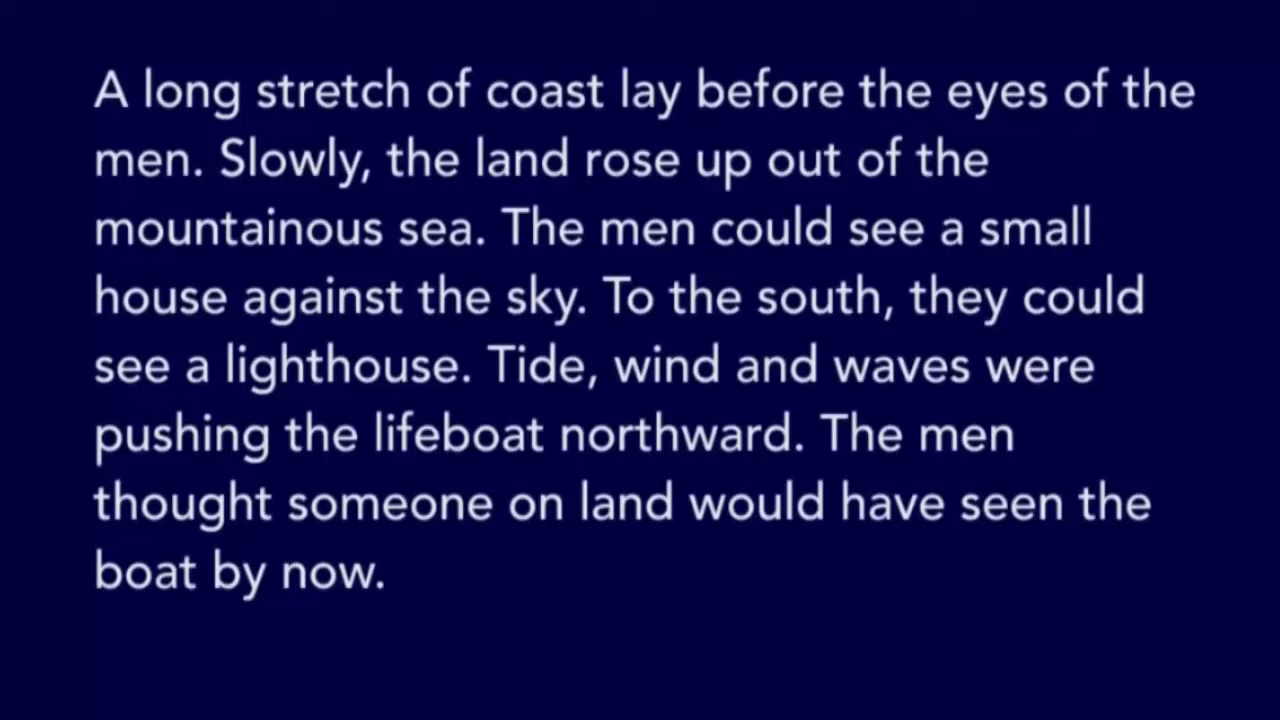 A long stretch of coast lay before the eyes of the
men. Slowly, the land rose up out of the
mountainous sea. The men could see a small
house against the sky. To the south, they could
see a lighthouse. Tide, wind and waves were
pushing the lifeboat northward. The men
thought someone on land would have seen the
boat by now.